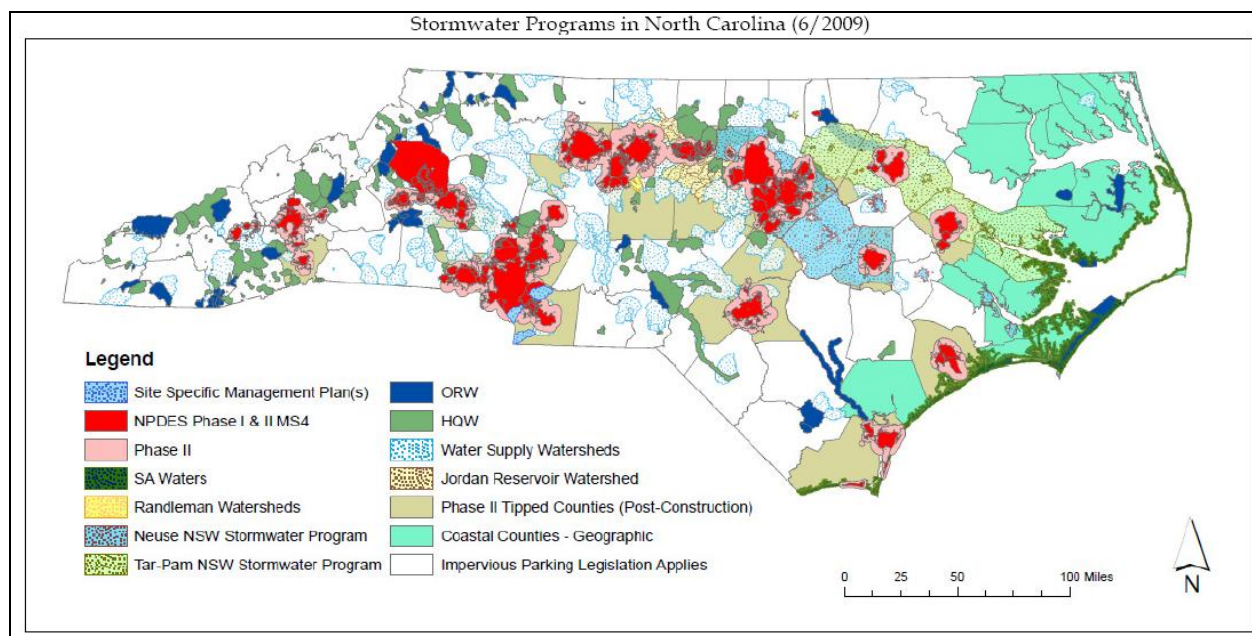 Stormwater Programs in North Carolina (6/2009)
Legend
Site Specific Management Plan(s)
NPDES Phase I & II MS4
Phase II
SA Waters
Randleman Watersheds
Neuse NSW Stormwater Program
Tar-Pam NSW Stormwater Program
ORW
HQW
Water Supply Watersheds
Jordan Reservoir Watershed
Phase II Tipped Counties (Post-Construction)
Coastal Counties - Geographic
Impervious Parking Legislation Applies
0 25 50 100 Miles
N